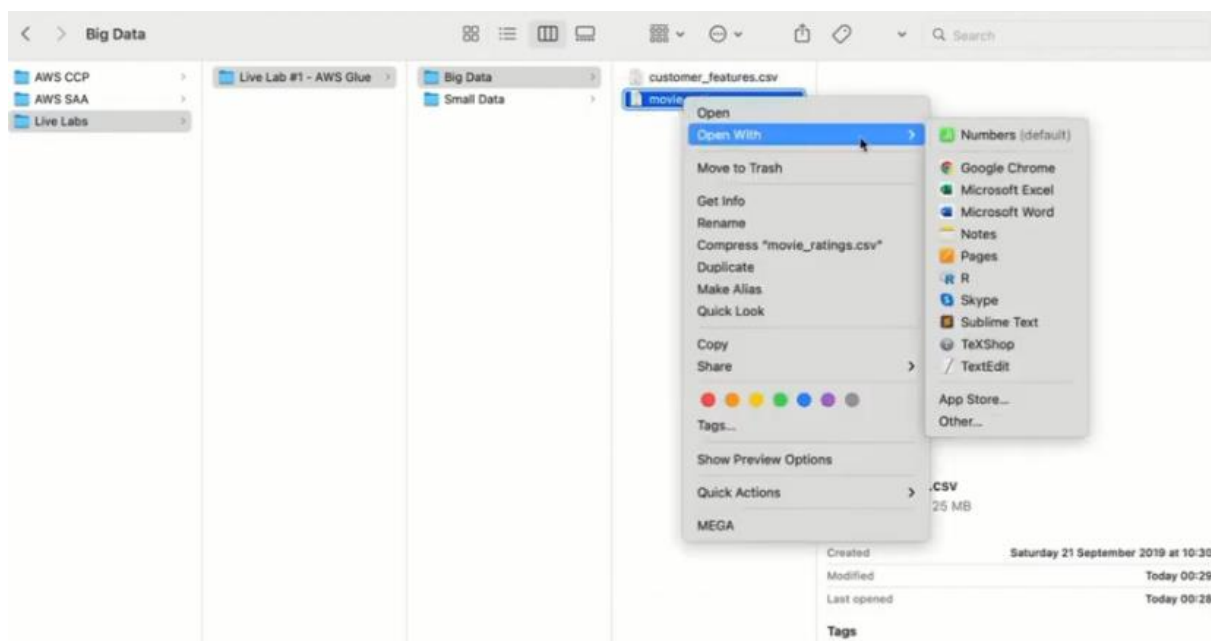 Big Data
Search
AWS CCP
AWS SAA
Live Labs
Live Lab #1 - AWS Glue
Big Data
Small Data
customer_features.csv
movie
Open
Open With
Move to Trash
Get Info
Rename
Compress "movie_ratings.csv"
Duplicate
Make Alias
Quick Look
Copy
Share
Tags...
Show Preview Options
Quick Actions
MEGA
Numbers (default)
Google Chrome
Microsoft Excel
Microsoft Word
Notes
Pages
R
Skype
Sublime Text
TeXShop
TextEdit
App Store...
Other...
.csv
25 MB
Created Saturday 21 September 2019 at 10:30
Modified Today 00:29
Last opened Today 00:28
Tags